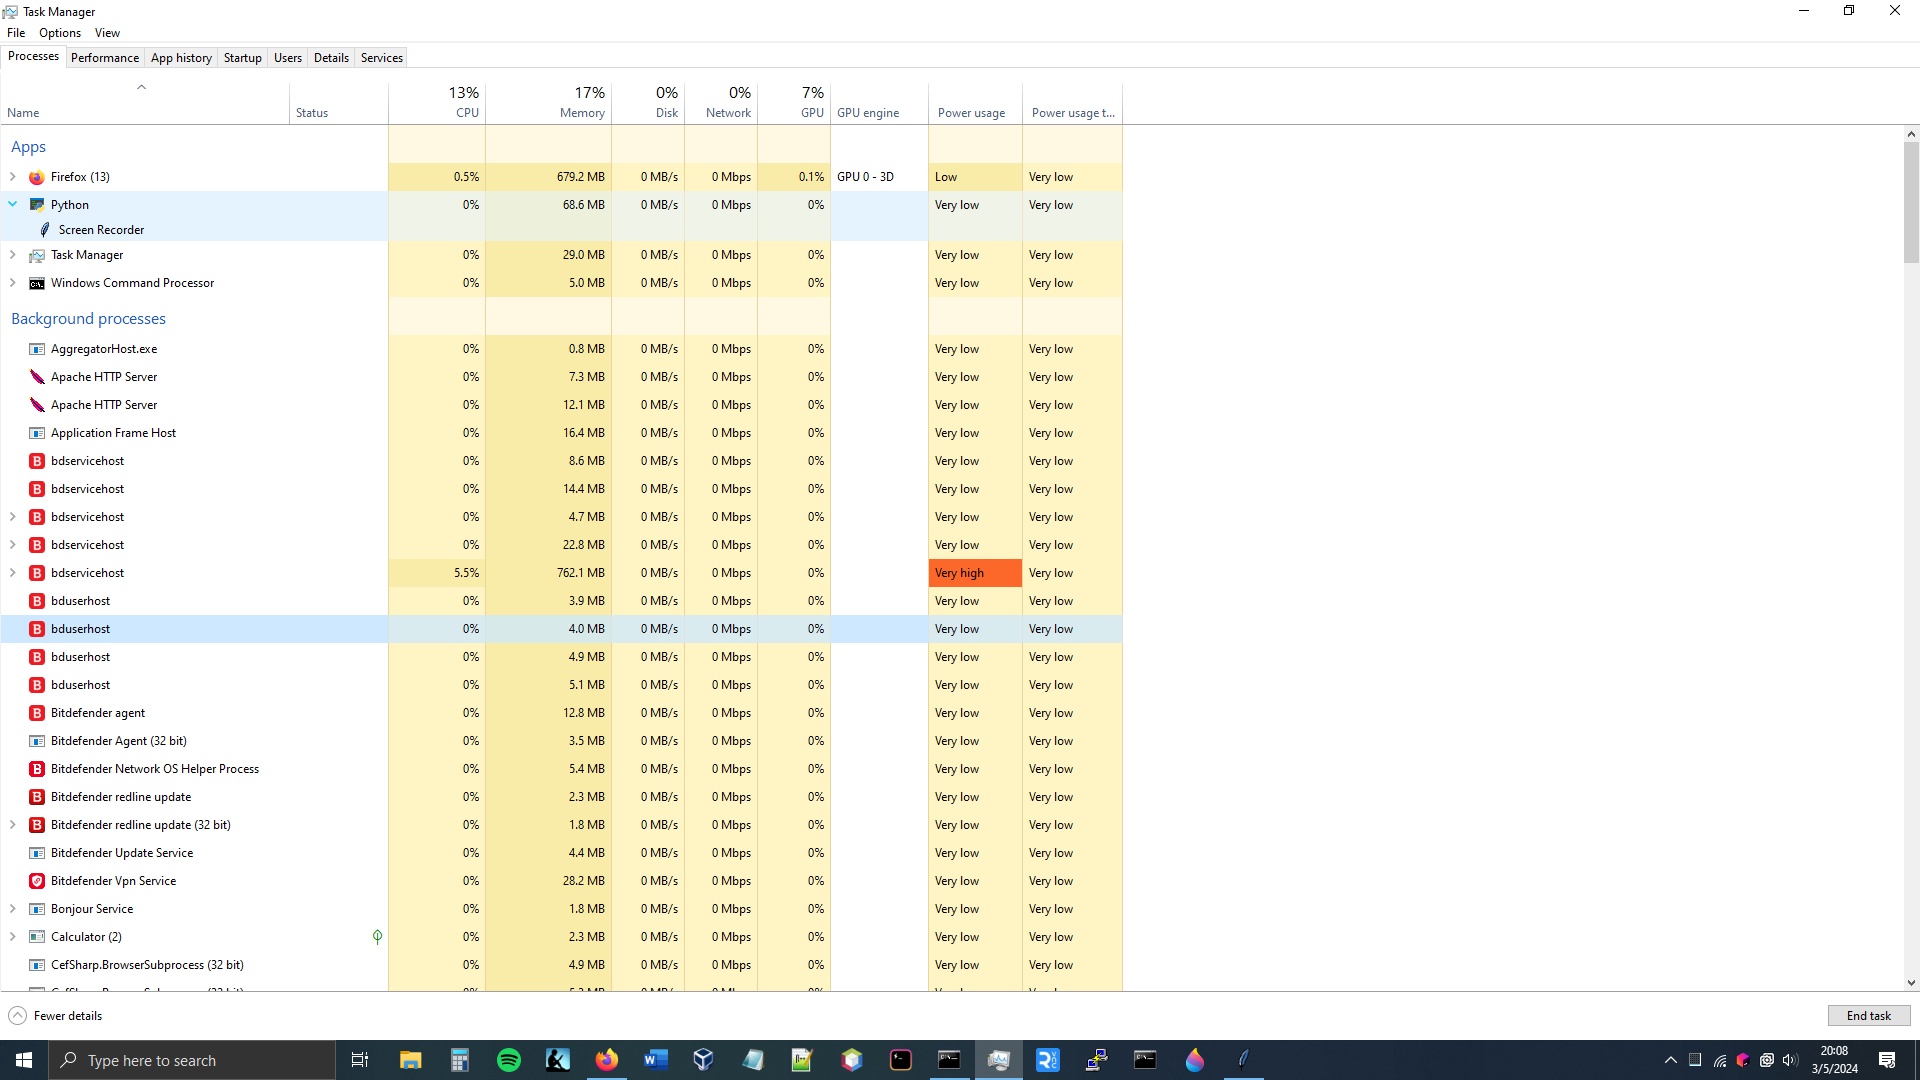 Task Manager
File Options View
Processes Performance App history Startup Users Details Services
13% 17% 0% 0% 7%
Name Status CPU Memory Disk Network GPU GPU engine Power usage Power usage t...
Apps
Firefox (13) 0.5% 679.2 MB 0 MB/s 0 Mbps 0.1% GPU 0 - 3D Low Very low
Python 0% 68.6 MB 0 MB/s 0 Mbps 0% Very low Very low
Screen Recorder
Task Manager 0% 29.0 MB 0 MB/s 0 Mbps 0% Very low Very low
Windows Command Processor 0% 5.0 MB 0 MB/s 0 Mbps 0% Very low Very low
Background processes
AggregatorHost.exe 0% 0.8 MB 0 MB/s 0 Mbps 0% Very low Very low
Apache HTTP Server 0% 7.3 MB 0 MB/s 0 Mbps 0% Very low Very low
Apache HTTP Server 0% 12.1 MB 0 MB/s 0 Mbps 0% Very low Very low
Application Frame Host 0% 16.4 MB 0 MB/s 0 Mbps 0% Very low Very low
bdservicehost 0% 8.6 MB 0 MB/s 0 Mbps 0% Very low Very low
bdservicehost 0% 14.4 MB 0 MB/s 0 Mbps 0% Very low Very low
bdservicehost 0% 4.7 MB 0 MB/s 0 Mbps 0% Very low Very low
bdservicehost 0% 22.8 MB 0 MB/s 0 Mbps 0% Very low Very low
bdservicehost 5.5% 762.1 MB 0 MB/s 0 Mbps 0% Very high Very low
bduserhost 0% 3.9 MB 0 MB/s 0 Mbps 0% Very low Very low
bduserhost 0% 4.0 MB 0 MB/s 0 Mbps 0% Very low Very low
bduserhost 0% 4.9 MB 0 MB/s 0 Mbps 0% Very low Very low
bduserhost 0% 5.1 MB 0 MB/s 0 Mbps 0% Very low Very low
Bitdefender agent 0% 12.8 MB 0 MB/s 0 Mbps 0% Very low Very low
Bitdefender Agent (32 bit) 0% 3.5 MB 0 MB/s 0 Mbps 0% Very low Very low
Bitdefender Network OS Helper Process 0% 5.4 MB 0 MB/s 0 Mbps 0% Very low Very low
Bitdefender redline update 0% 2.3 MB 0 MB/s 0 Mbps 0% Very low Very low
Bitdefender redline update (32 bit) 0% 1.8 MB 0 MB/s 0 Mbps 0% Very low Very low
Bitdefender Update Service 0% 4.4 MB 0 MB/s 0 Mbps 0% Very low Very low
Bitdefender Vpn Service 0% 28.2 MB 0 MB/s 0 Mbps 0% Very low Very low
Bonjour Service 0% 1.8 MB 0 MB/s 0 Mbps 0% Very low Very low
Calculator (2) 0% 2.3 MB 0 MB/s 0 Mbps 0% Very low Very low
CefSharp.BrowserSubprocess (32 bit) 0% 4.9 MB 0 MB/s 0 Mbps 0% Very low Very low
Fewer details End task
Type here to search
20:08
3/5/2024